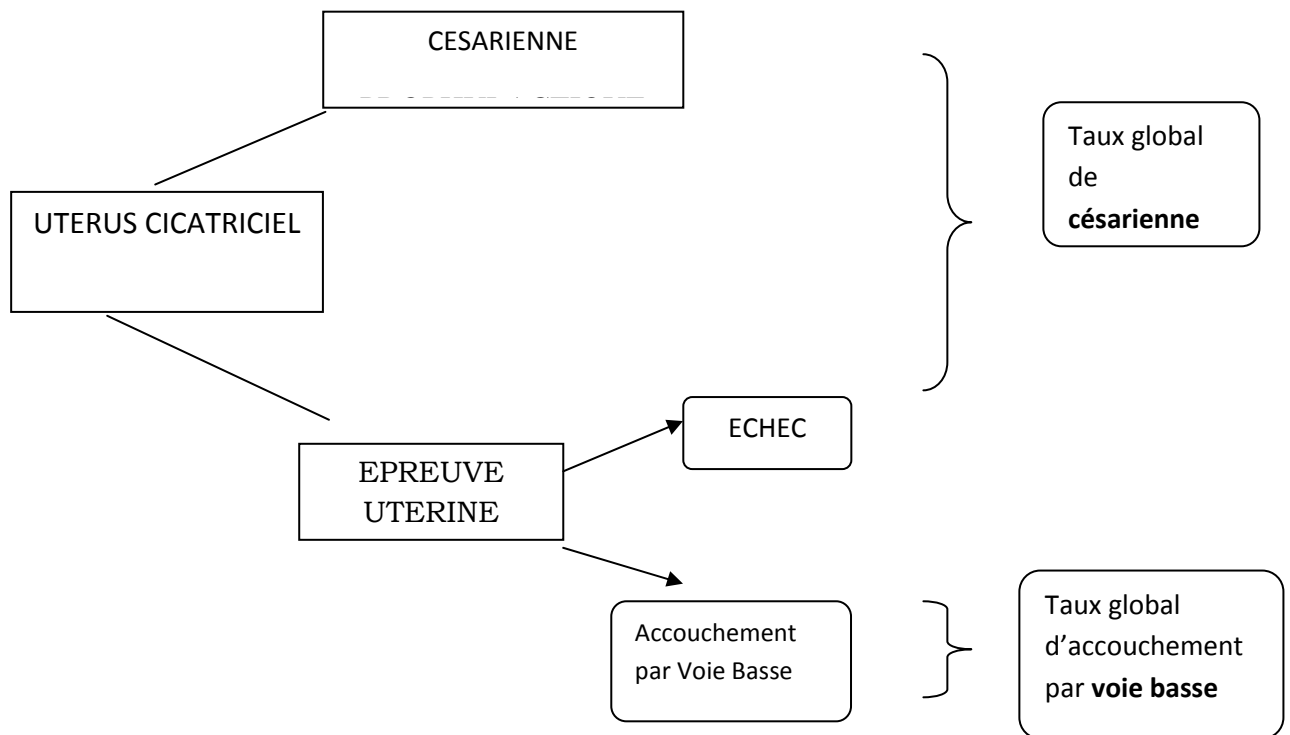 CESARIENNE
Taux global
de
césarienne
UTERUS CICATRICIEL
ECHEC
EPREUVE
UTERINE
Accouchement
par Voie Basse
Taux global
d’accouchement
par voie basse